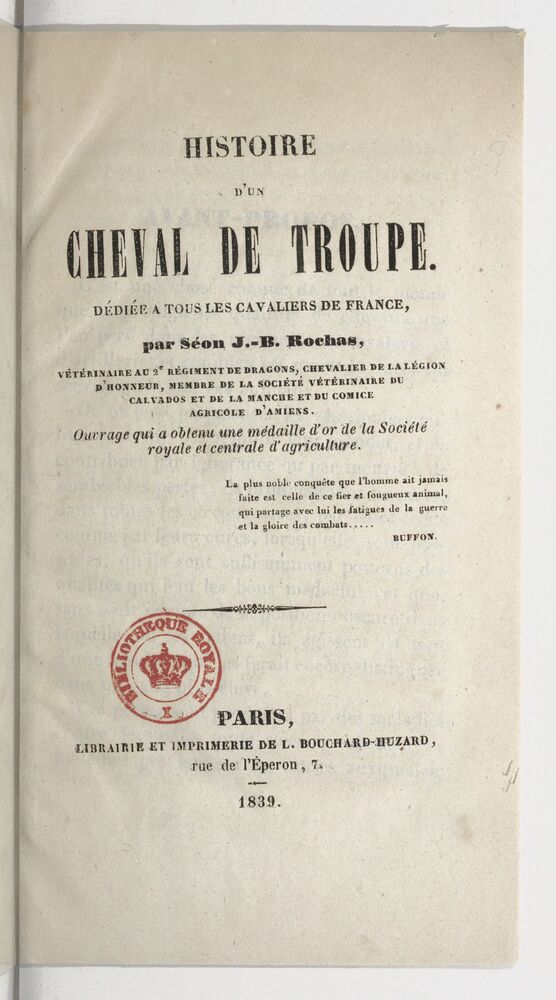 HISTOIRE
D'UN
CHEVAL DE TROUPE.
DÉDIÉE A TOUS LES CAVALIERS DE FRANCE,
par Séon J.-B. Rochas,
VÉTÉRINAIRE AU 2e RÉGIMENT DE DRAGONS, CHEVALIER DE LA LÉGION
D'HONNEUR, MEMBRE DE LA SOCIÉTÉ VÉTÉRINAIRE DU
CALVADOS ET DE LA MANCHE ET DU COMICE
AGRICOLE D'AMIENS.
Ouvrage qui a obtenu une médaille d'or de la Société
royale et centrale d'agriculture.
La plus noble conquête que l'homme ait jamais
faite est celle de ce fier et fougueux animal,
qui partage avec lui les fatigues de la guerre
et la gloire des combats.....
BUFFON.
BIBLIOTHEQUE ROYALE
X
PARIS,
LIBRAIRIE ET IMPRIMERIE DE L. BOUCHARD-HUZARD,
rue de l'Éperon, 7.
1839.